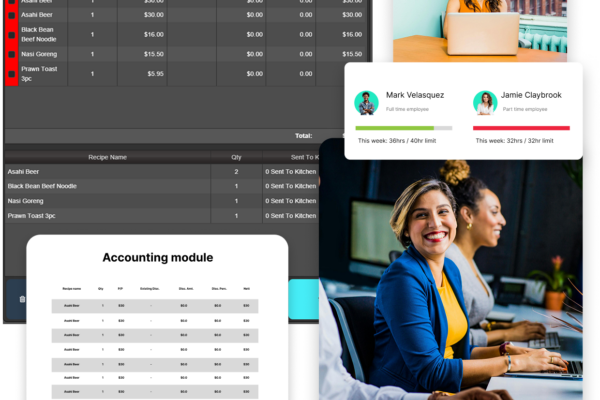 Asahi Beer 1 $30.00 $0.00 0.00 $30.00
Asahi Beer 1 $30.00 $0.00 0.00 $30.00
Black Bean
Beef Noodle 1 $16.00 $0.00 0.00 $16.00
Nasi Goreng 1 $15.50 $0.00 0.00 $15.50
Prawn Toast
3pc 1 $5.95 $0.00 0.00
Total:
Recipe Name Qty Sent To K
Asahi Beer 2 0 Sent To Kitchen
Black Bean Beef Noodle 1 0 Sent To Kitchen
Nasi Goreng 1 0 Sent To Kitchen
Prawn Toast 3pc 1 0 Sent To Kitchen
Mark Velasquez Jamie Claybrook
Full time employee Part time employee
This week: 36hrs / 40hr limit This week: 32hrs / 32hr limit
Accounting module
Recipe name Qty P/P Existing Disc. Disc. Amt. Disc. Perc. Nett
Asahi Beer 1 $30 - $0.0 $0.0 $30
Asahi Beer 1 $30 - $0.0 $0.0 $30
Asahi Beer 1 $30 - $0.0 $0.0 $30
Asahi Beer 1 $30 - $0.0 $0.0 $30
Asahi Beer 1 $30 - $0.0 $0.0 $30
Asahi Beer 1 $30 - $0.0 $0.0 $30
Asahi Beer 1 $30 - $0.0 $0.0 $30